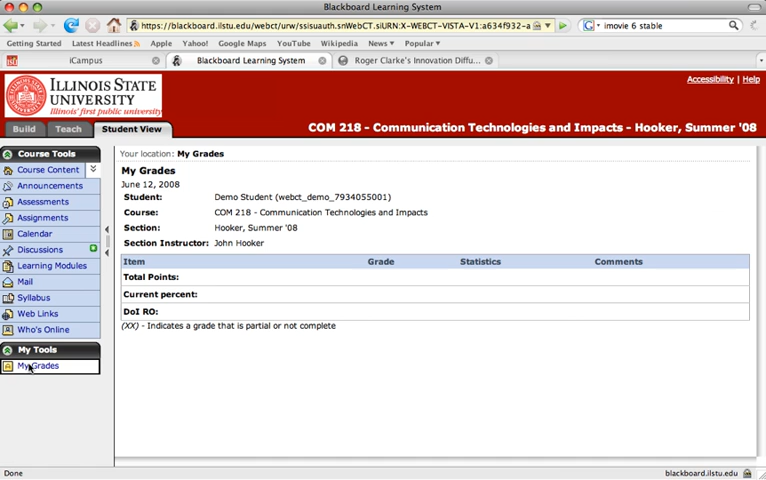 Blackboard Learning System
https://blackboard.ilstu.edu/webct/urw/ssisuauth.snWebCT.siURN:X-WEBCT-VISTA-V1:a634f932-a
imovie 6 stable
Getting Started Latest Headlines Apple Yahoo! Google Maps YouTube Wikipedia News Popular
iCampus Blackboard Learning System Roger Clarke's Innovation Diffu...
ILLINOIS STATE
UNIVERSITY
Illinois' first public university
Accessibility | Help
Build Teach Student View
COM 218 - Communication Technologies and Impacts - Hooker, Summer '08
Course Tools
Course Content
Announcements
Assessments
Assignments
Calendar
Discussions
Learning Modules
Mail
Syllabus
Web Links
Who's Online
My Tools
My Grades
Your location: My Grades
My Grades
June 12, 2008
Student: Demo Student (webct_demo_7934055001)
Course: COM 218 - Communication Technologies and Impacts
Section: Hooker, Summer '08
Section Instructor: John Hooker
Item Grade Statistics Comments
Total Points:
Current percent:
DoI RO:
(XX) - Indicates a grade that is partial or not complete
Done blackboard.ilstu.edu